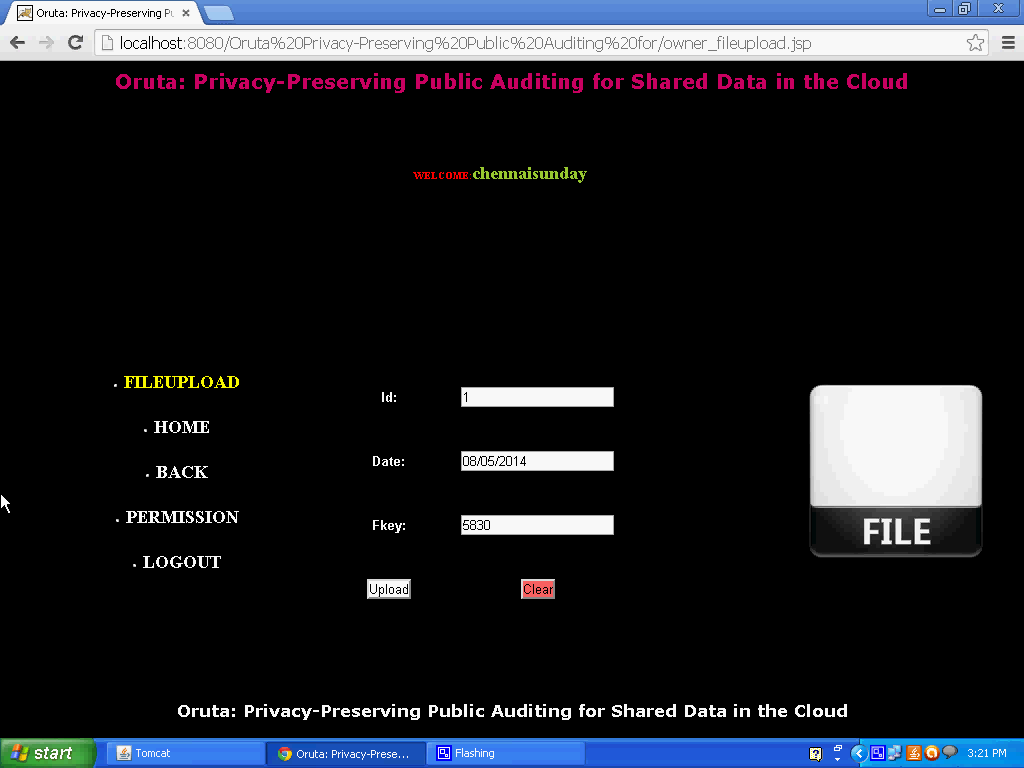 Oruta: Privacy-Preserving Pu
localhost:8080/Oruta%20Privacy-Preserving%20Public%20Auditing%20for/owner_fileupload.jsp
Oruta: Privacy-Preserving Public Auditing for Shared Data in the Cloud
WELCOME:chennaisunday
FILEUPLOAD
HOME
BACK
PERMISSION
LOGOUT
Id: 1
Date: 08/05/2014
Fkey: 5830
Upload Clear
FILE
Oruta: Privacy-Preserving Public Auditing for Shared Data in the Cloud
start Tomcat Oruta: Privacy-Prese... Flashing 3:21 PM